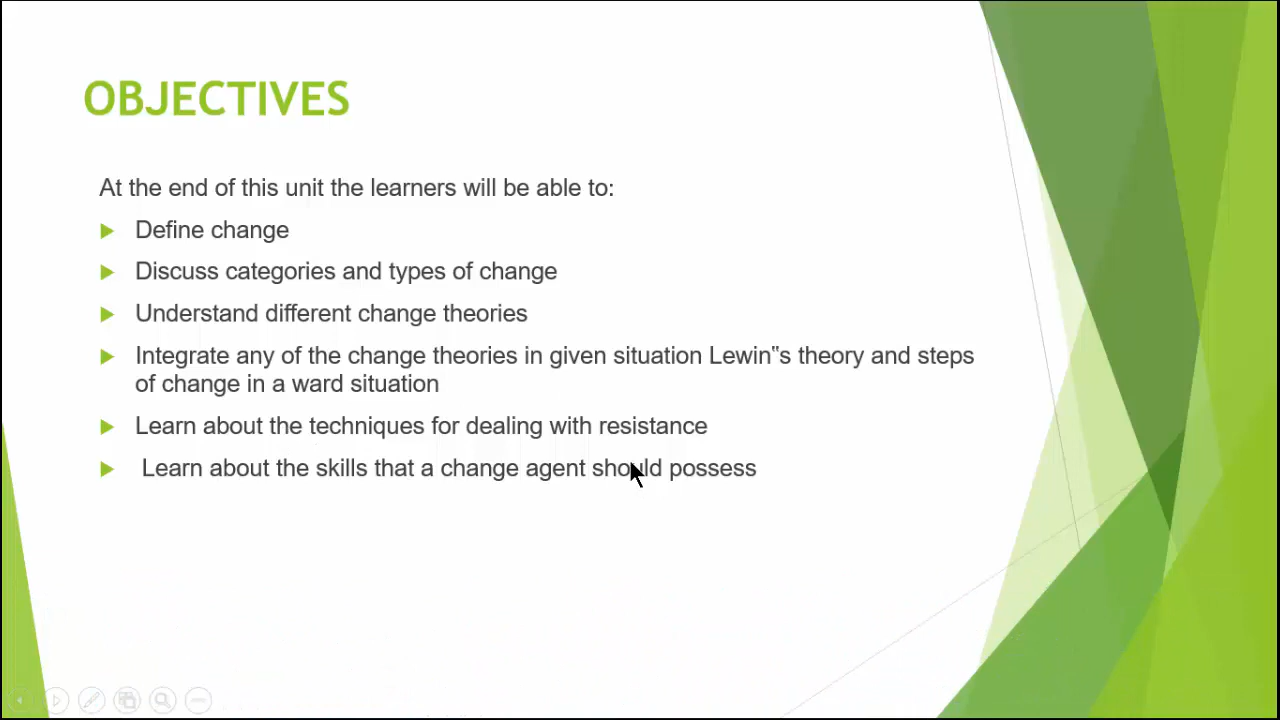 OBJECTIVES
At the end of this unit the learners will be able to:
Define change
Discuss categories and types of change
Understand different change theories
Integrate any of the change theories in given situation Lewin‟s theory and steps
of change in a ward situation
Learn about the techniques for dealing with resistance
Learn about the skills that a change agent should possess